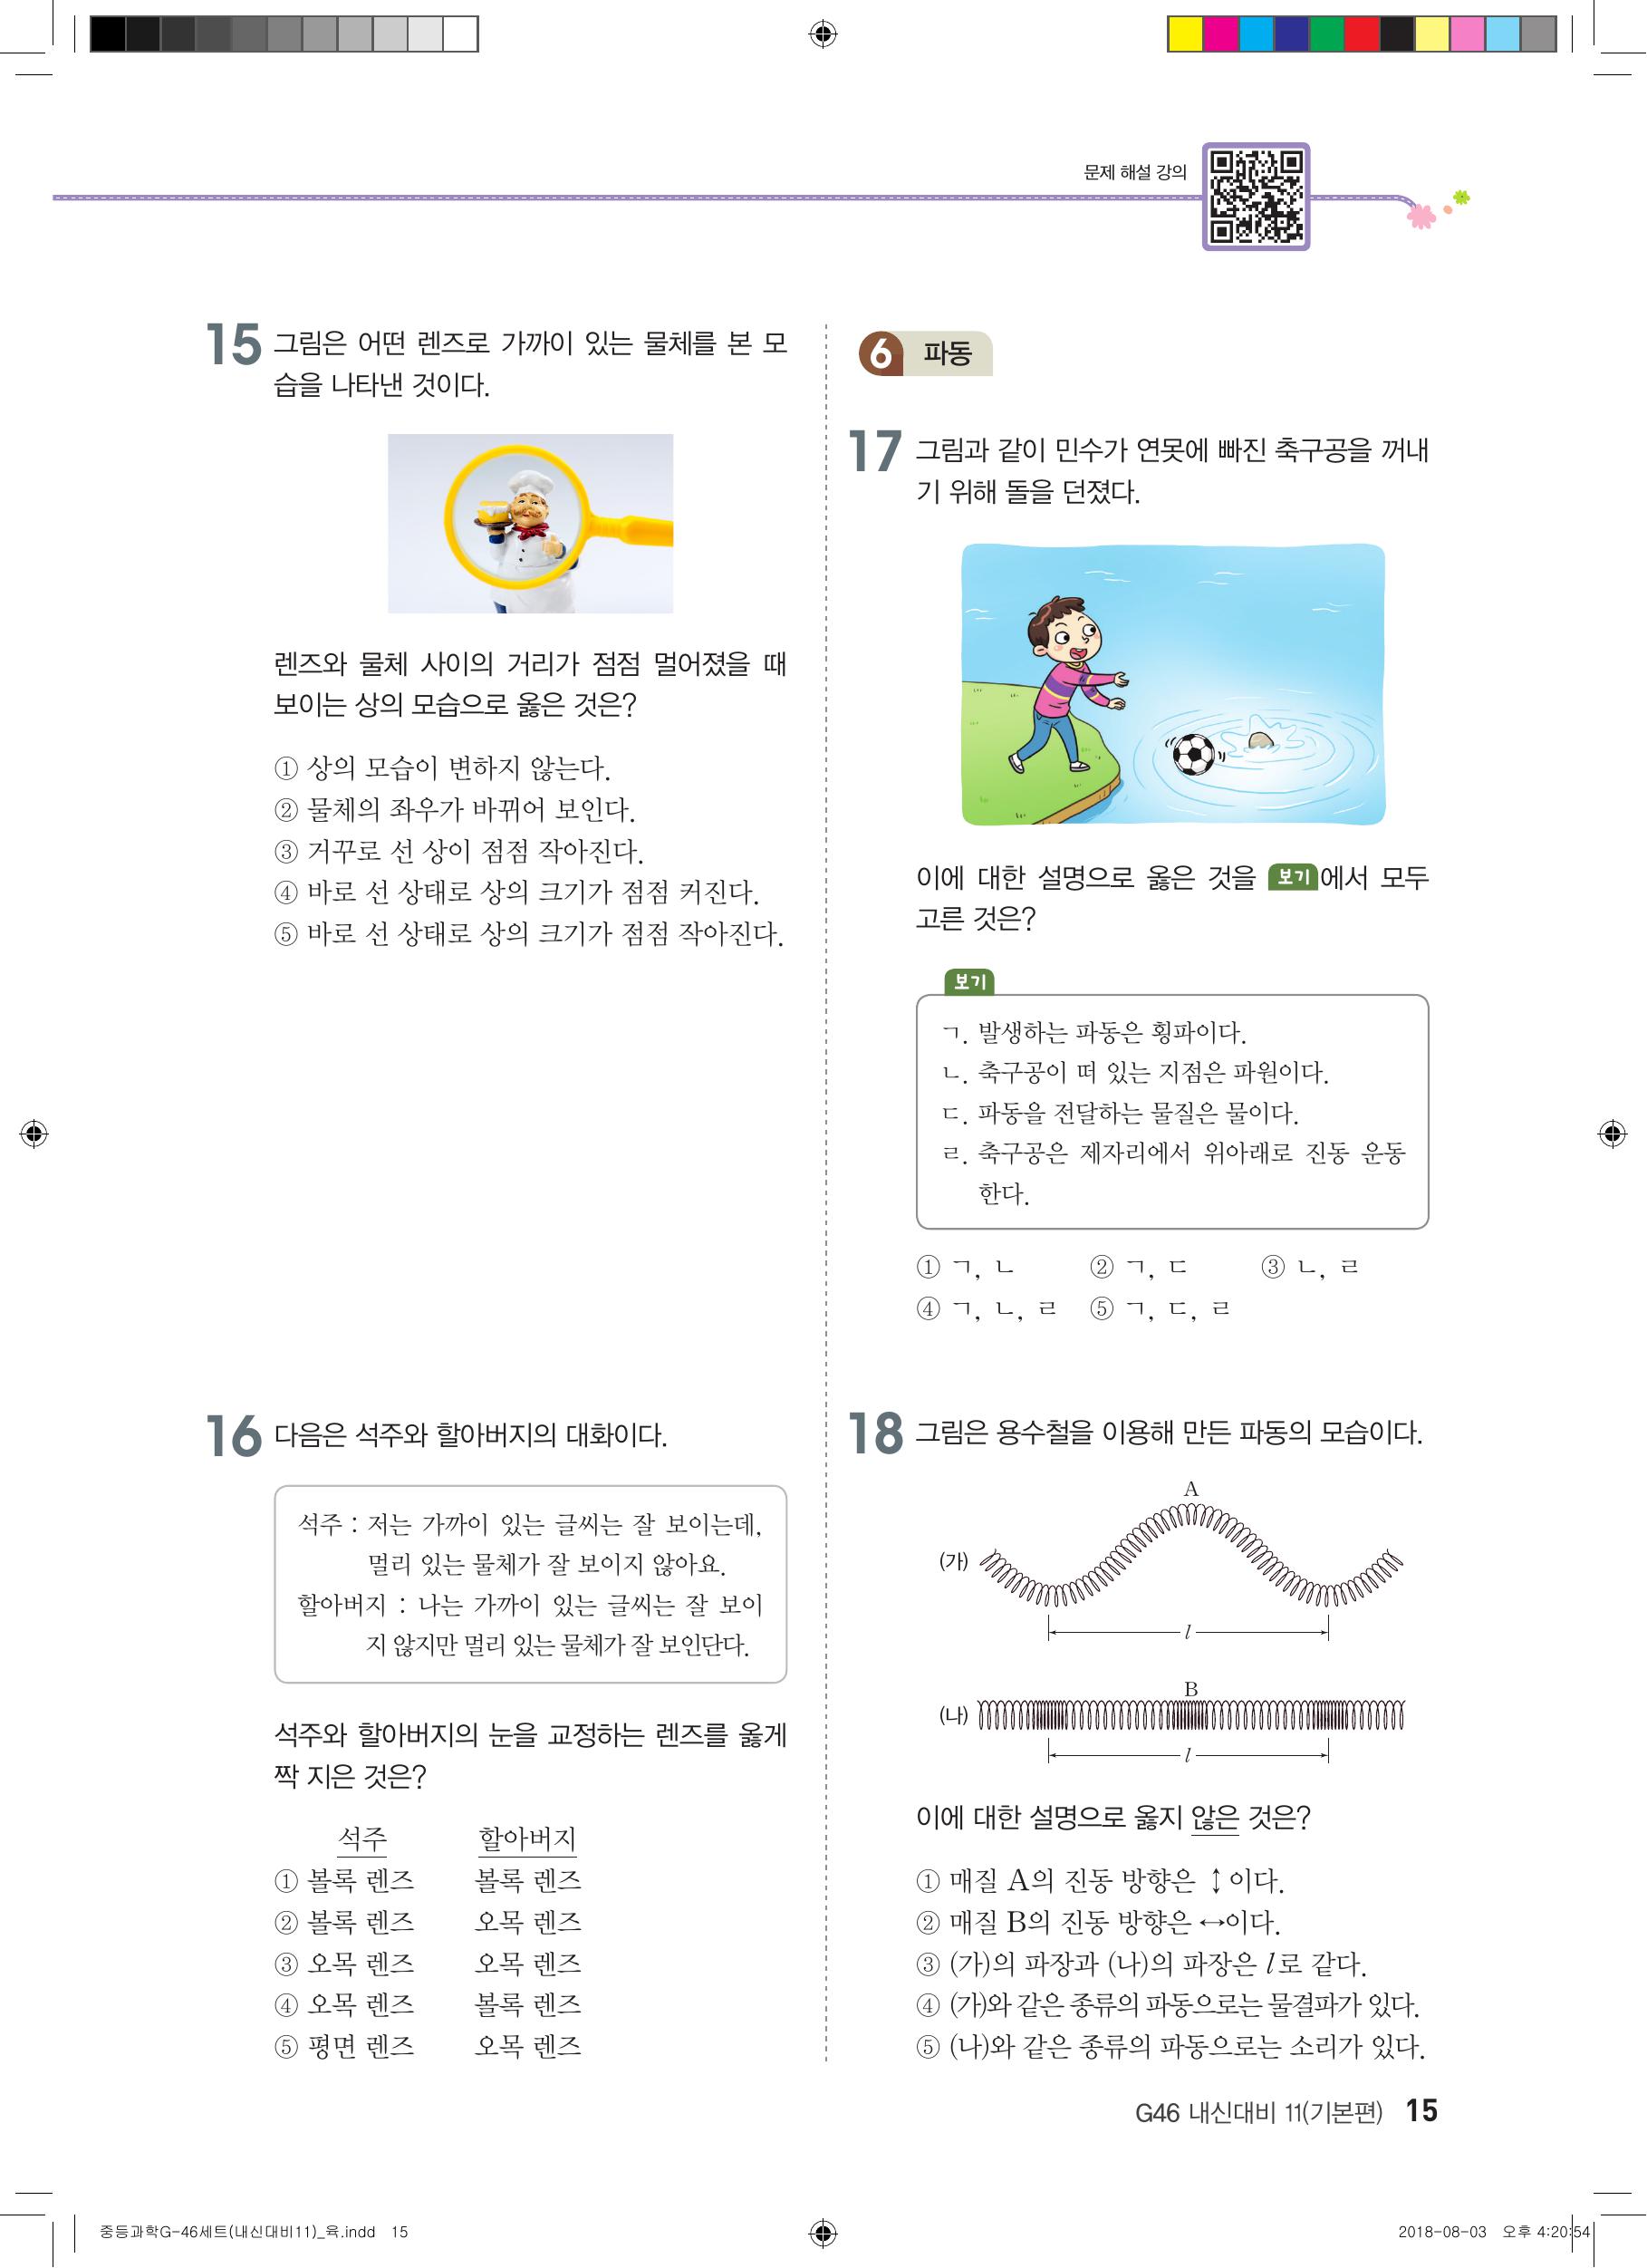 문제 해설 강의
15 그림은 어떤 렌즈로 가까이 있는 물체를 본 모
습을 나타낸 것이다.
렌즈와 물체 사이의 거리가 점점 멀어졌을 때
보이는 상의 모습으로 옳은 것은?
① 상의 모습이 변하지 않는다.
② 물체의 좌우가 바뀌어 보인다.
③ 거꾸로 선 상이 점점 작아진다.
④ 바로 선 상태로 상의 크기가 점점 커진다.
⑤ 바로 선 상태로 상의 크기가 점점 작아진다.
16 다음은 석주와 할아버지의 대화이다.
석주 : 저는 가까이 있는 글씨는 잘 보이는데,
멀리 있는 물체가 잘 보이지 않아요.
할아버지 : 나는 가까이 있는 글씨는 잘 보이
지 않지만 멀리 있는 물체가 잘 보인단다.
석주와 할아버지의 눈을 교정하는 렌즈를 옳게
짝 지은 것은?
석주 할아버지
① 볼록 렌즈 볼록 렌즈
② 볼록 렌즈 오목 렌즈
③ 오목 렌즈 오목 렌즈
④ 오목 렌즈 볼록 렌즈
⑤ 평면 렌즈 오목 렌즈
6 파동
17 그림과 같이 민수가 연못에 빠진 축구공을 꺼내
기 위해 돌을 던졌다.
이에 대한 설명으로 옳은 것을 보기에서 모두
고른 것은?
보기
ㄱ. 발생하는 파동은 횡파이다.
ㄴ. 축구공이 떠 있는 지점은 파원이다.
ㄷ. 파동을 전달하는 물질은 물이다.
ㄹ. 축구공은 제자리에서 위아래로 진동 운동
한다.
① ㄱ, ㄴ ② ㄱ, ㄷ ③ ㄴ, ㄹ
④ ㄱ, ㄴ, ㄹ ⑤ ㄱ, ㄷ, ㄹ
18 그림은 용수철을 이용해 만든 파동의 모습이다.
A
(가)
l
B
(나)
l
이에 대한 설명으로 옳지 않은 것은?
① 매질 A의 진동 방향은 ↕이다.
② 매질 B의 진동 방향은 ↔이다.
③ (가)의 파장과 (나)의 파장은 l로 같다.
④ (가)와 같은 종류의 파동으로는 물결파가 있다.
⑤ (나)와 같은 종류의 파동으로는 소리가 있다.
G46 내신대비 11(기본편) 15
중등과학G-46세트(내신대비11)_육.indd 15
2018-08-03 오후 4:20:54